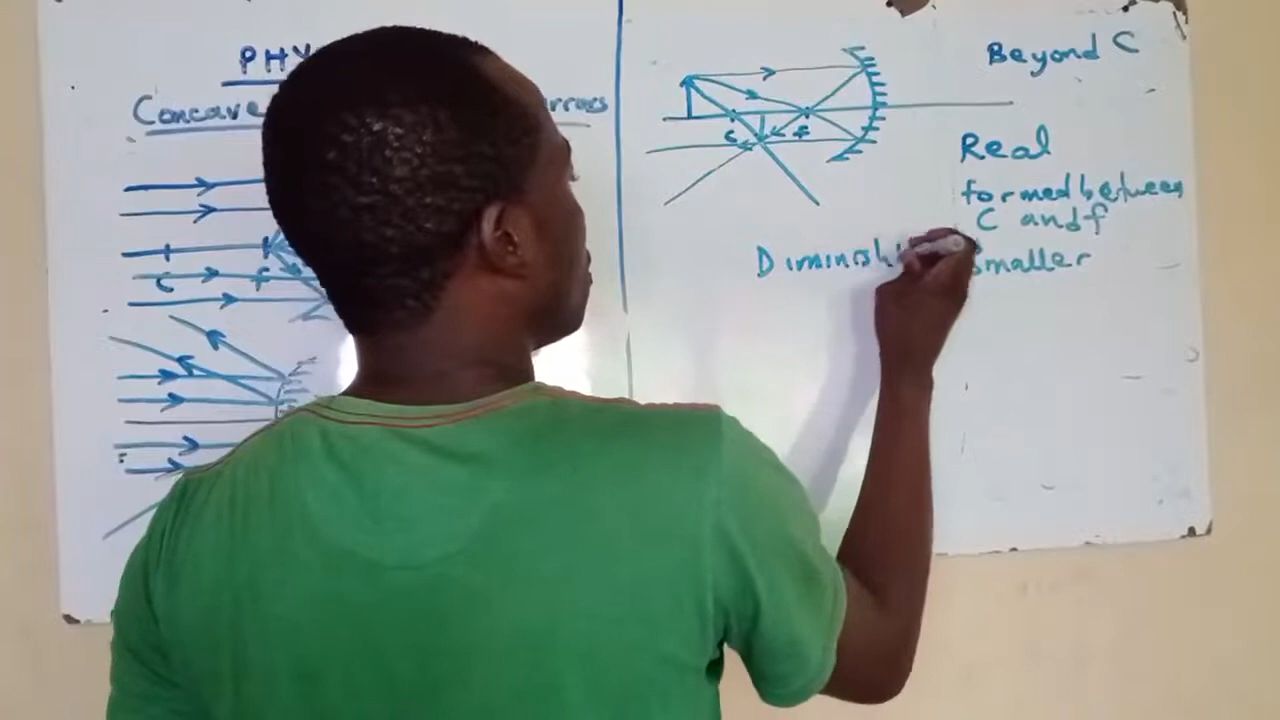 PHY
Concave
rrors
C F
Beyond C
C F
Real
formed between
C and f
Diminish smaller